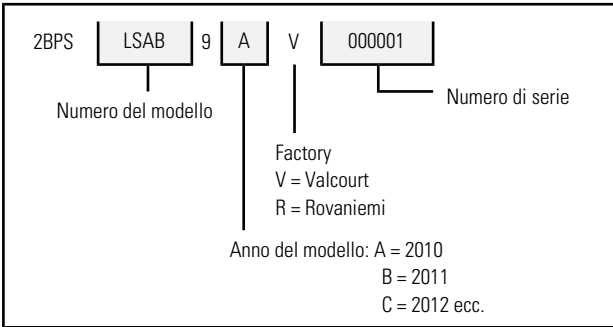 2BPS LSAB 9 A V 000001
Numero del modello
Numero di serie
Factory
V = Valcourt
R = Rovaniemi
Anno del modello: A = 2010
B = 2011
C = 2012 ecc.